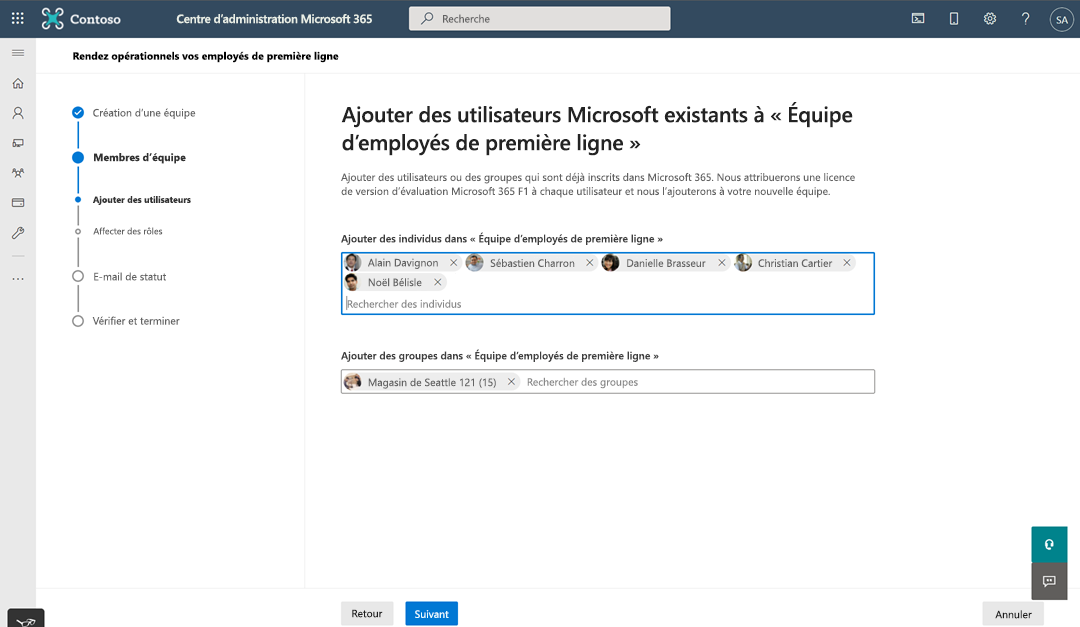 Contoso
Centre d'administration Microsoft 365
Recherche
?
SA
Rendez opérationnels vos employés de première ligne
Création d'une équipe
Membres d'équipe
Ajouter des utilisateurs
Affecter des rôles
E-mail de statut
Vérifier et terminer
Ajouter des utilisateurs Microsoft existants à « Équipe
d'employés de première ligne »
Ajouter des utilisateurs ou des groupes qui sont déjà inscrits dans Microsoft 365. Nous attribuerons une licence
de version d'évaluation Microsoft 365 F1 à chaque utilisateur et nous l'ajouterons à votre nouvelle équipe.
Ajouter des individus dans « Équipe d'employés de première ligne »
Alain Davignon
Sébastien Charron
Danielle Brasseur
Christian Cartier
Noël Bélisle
Rechercher des individus
Ajouter des groupes dans « Équipe d'employés de première ligne »
Magasin de Seattle 121 (15)
Rechercher des groupes
Retour
Suivant
Annuler